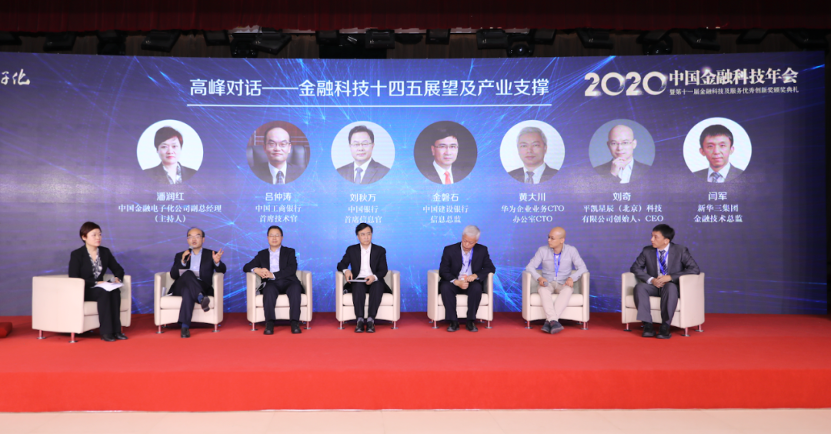 子化
高峰对话——金融科技十四五展望及产业支撑
2020中国金融科技年会
暨第十一届金融科技及服务优秀创新奖颁奖典礼
潘润红
中国金融电子化公司副总经理
（主持人）
吕仲涛
中国工商银行
首席技术官
刘秋万
中国银行
首席信息官
金磐石
中国建设银行
信息总监
黄大川
华为企业业务CTO
办公室CTO
刘奇
平凯星辰（北京）科技
有限公司创始人、CEO
闫军
新华三集团
金融技术总监